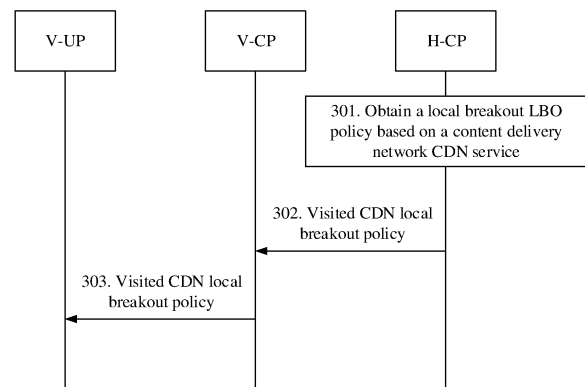 V-UP
V-CP
H-CP
301. Obtain a local breakout LBO
policy based on a content delivery
network CDN service
302. Visited CDN local
breakout policy
303. Visited CDN local
breakout policy